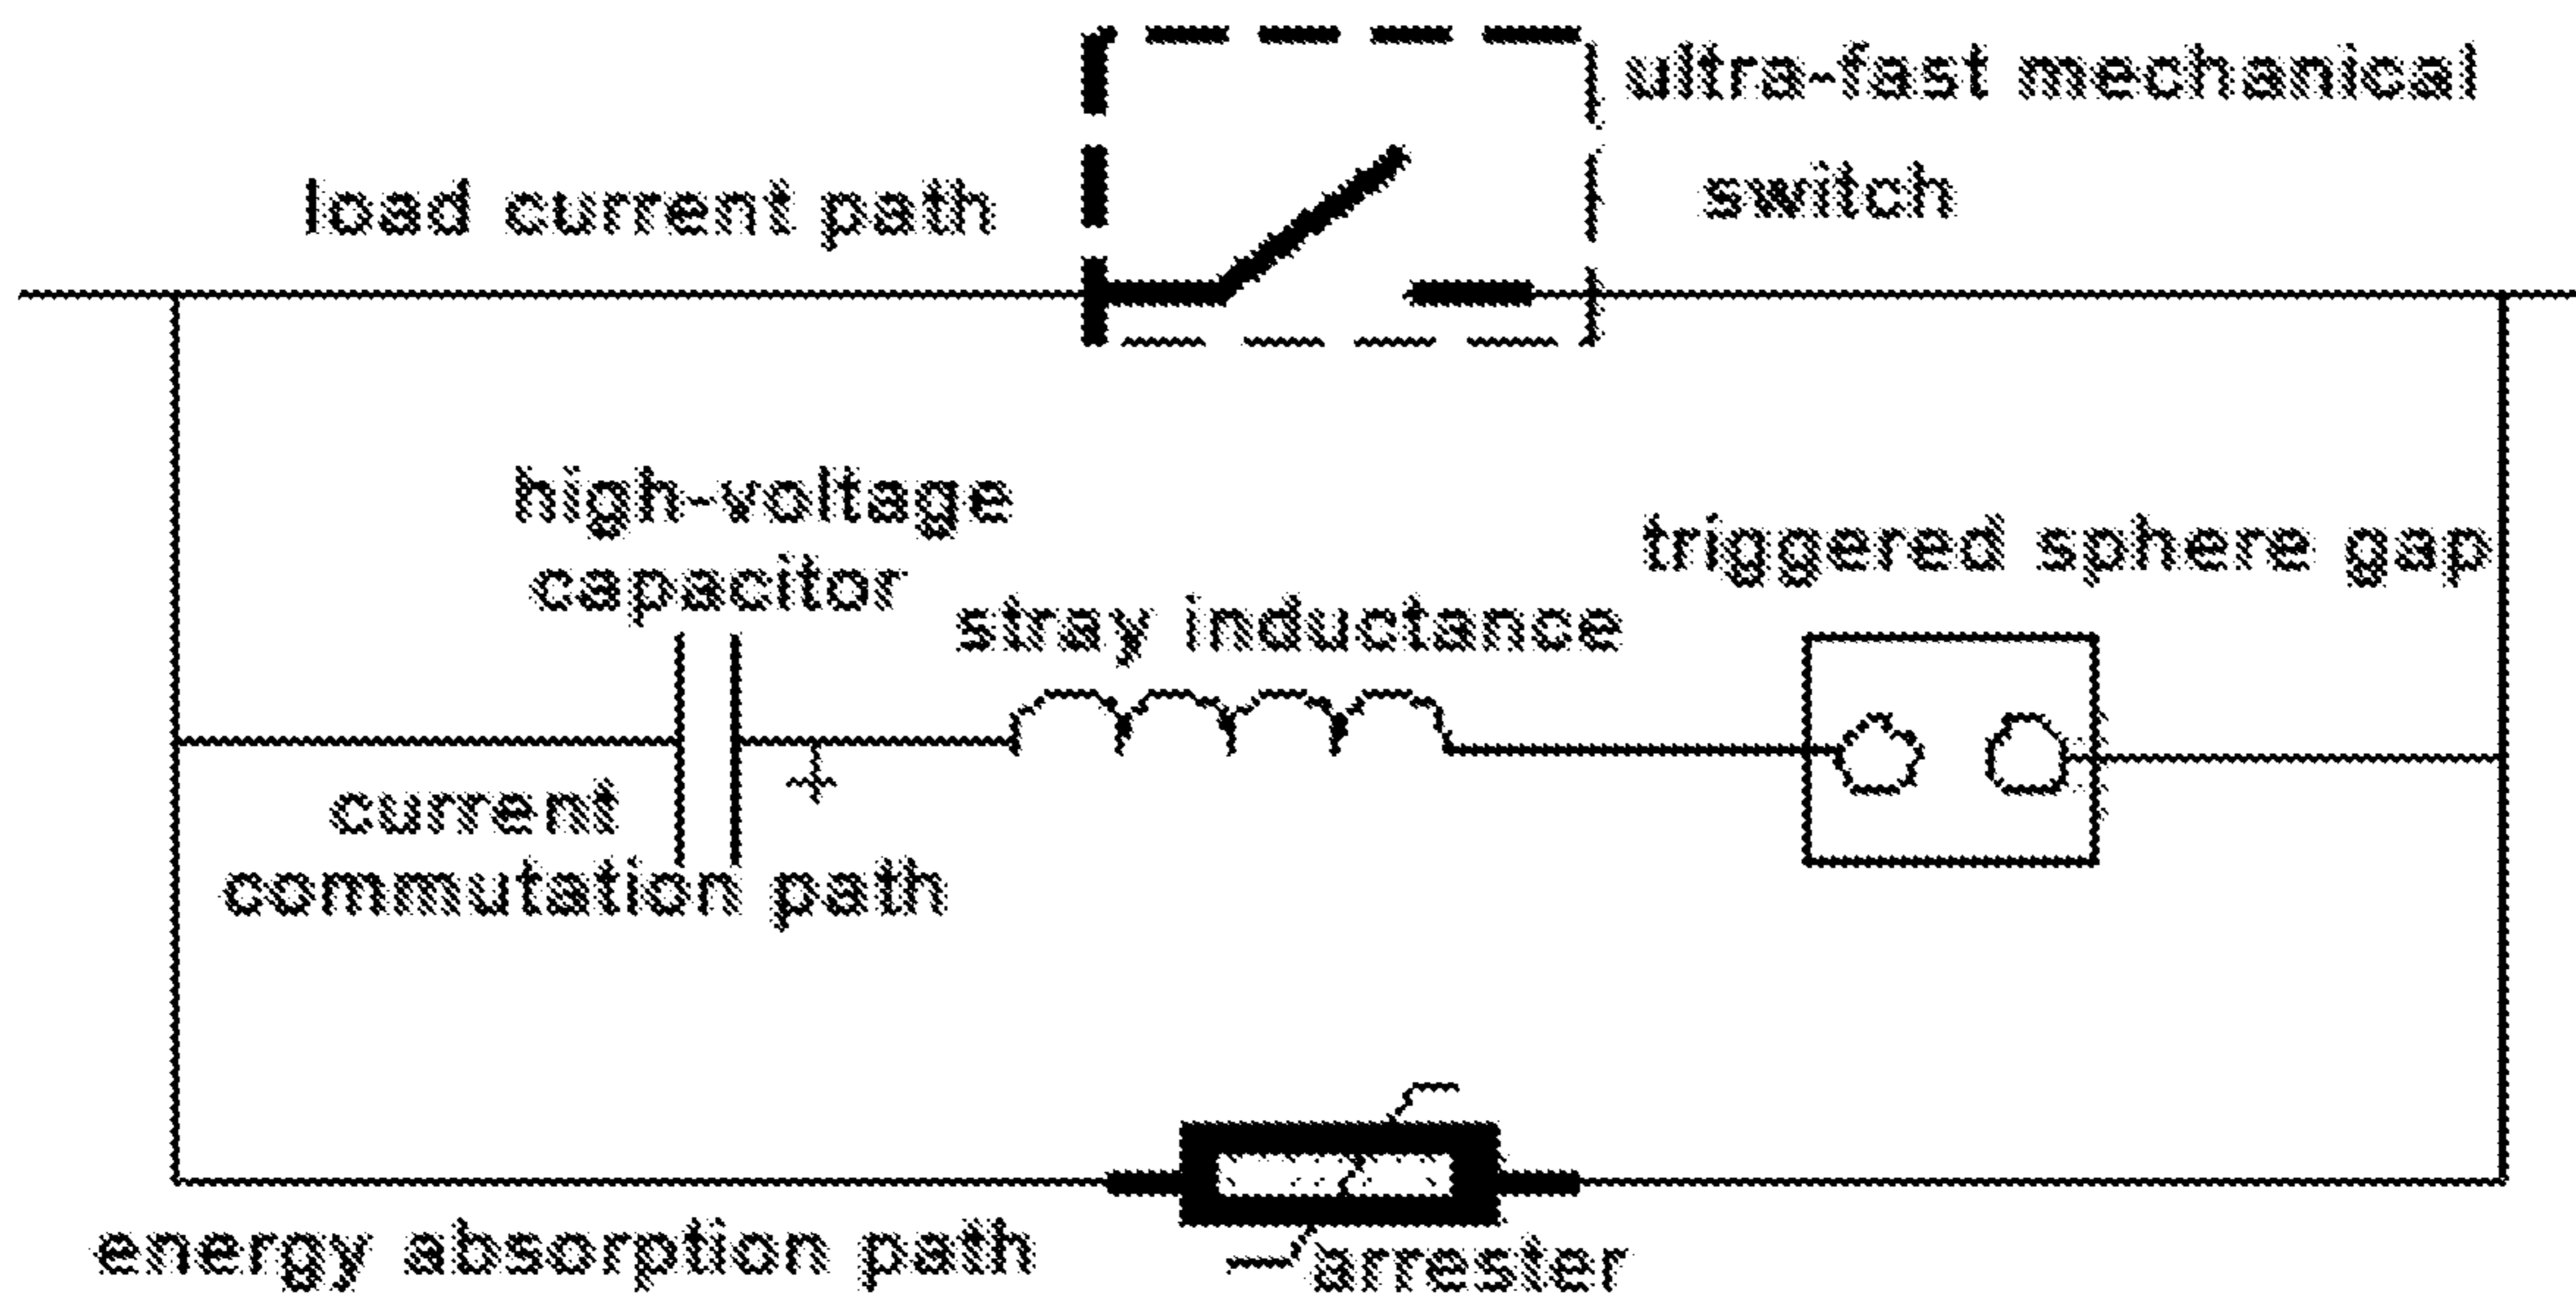 ultra-fast mechanical
switch
load current path
high-voltage
capacitor
triggered sphere gap
stray inductance
current
commutation path
energy absorption path
arrester